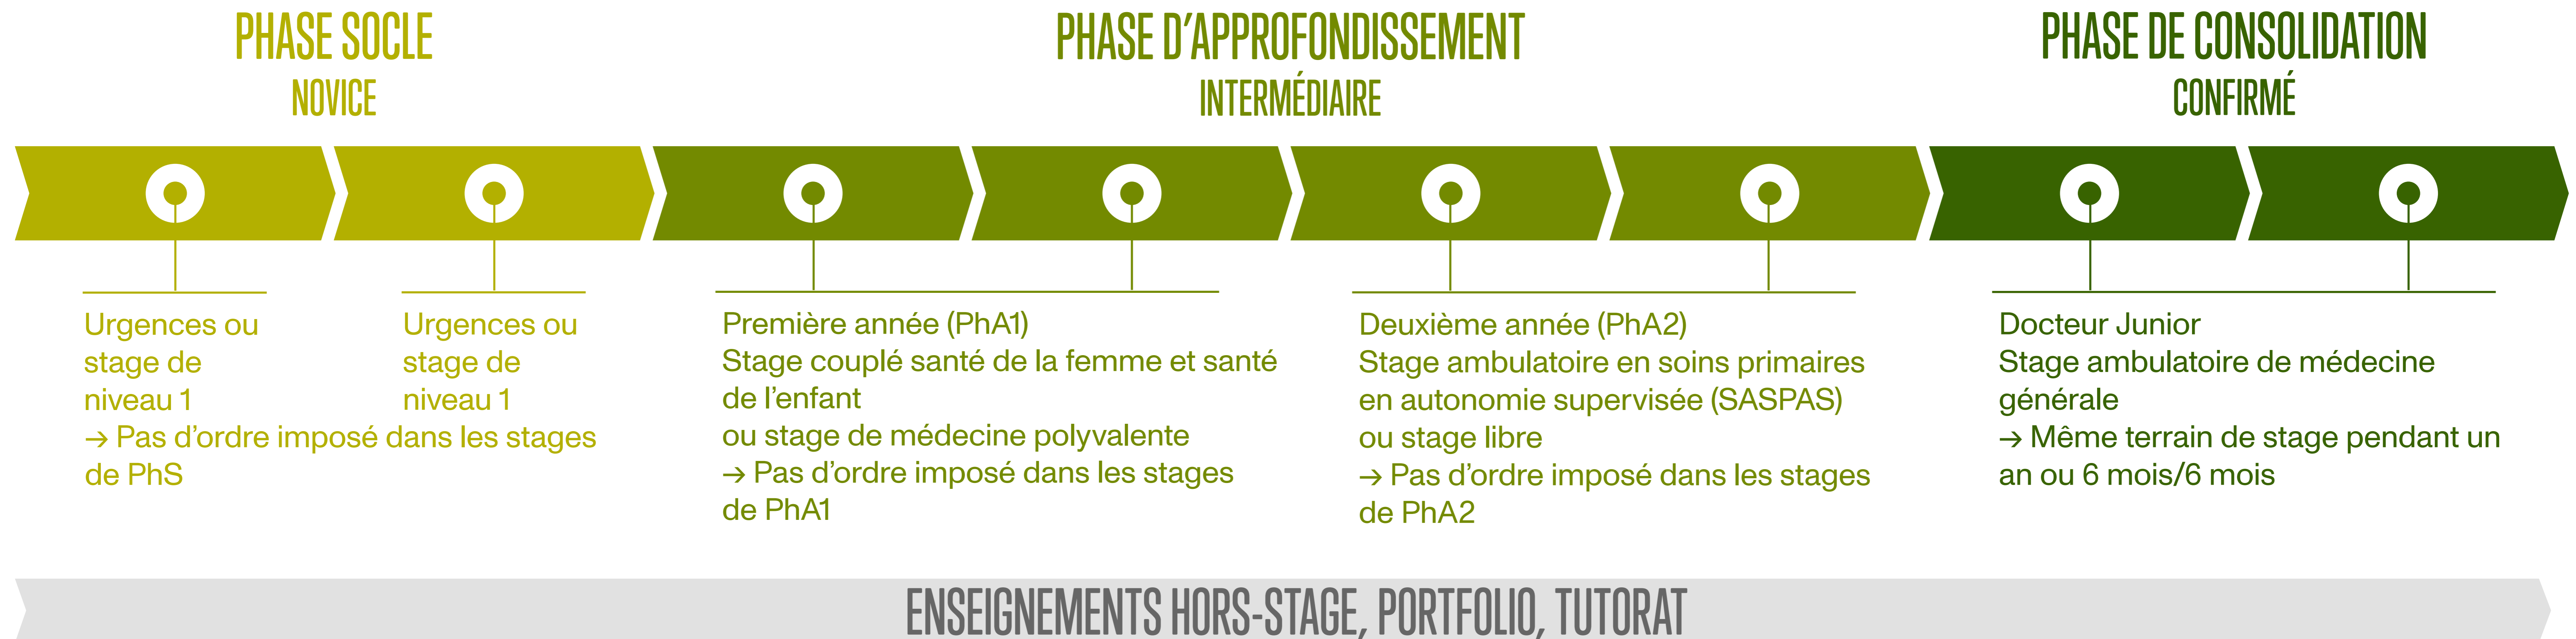 PHASE SOCLE
NOVICE
PHASE D'APPROFONDISSEMENT
INTERMÉDIAIRE
PHASE DE CONSOLIDATION
CONFIRMÉ
Urgences ou
stage de
niveau 1
Urgences ou
stage de
niveau 1
→ Pas d'ordre imposé dans les stages
de PhS
Première année (PhA1)
Stage couplé santé de la femme et santé
de l'enfant
ou stage de médecine polyvalente
→ Pas d'ordre imposé dans les stages
de PhA1
Deuxième année (PhA2)
Stage ambulatoire en soins primaires
en autonomie supervisée (SASPAS)
ou stage libre
→ Pas d'ordre imposé dans les stages
de PhA2
Docteur Junior
Stage ambulatoire de médecine
générale
→ Même terrain de stage pendant un
an ou 6 mois/6 mois
ENSEIGNEMENTS HORS-STAGE, PORTFOLIO, TUTORAT